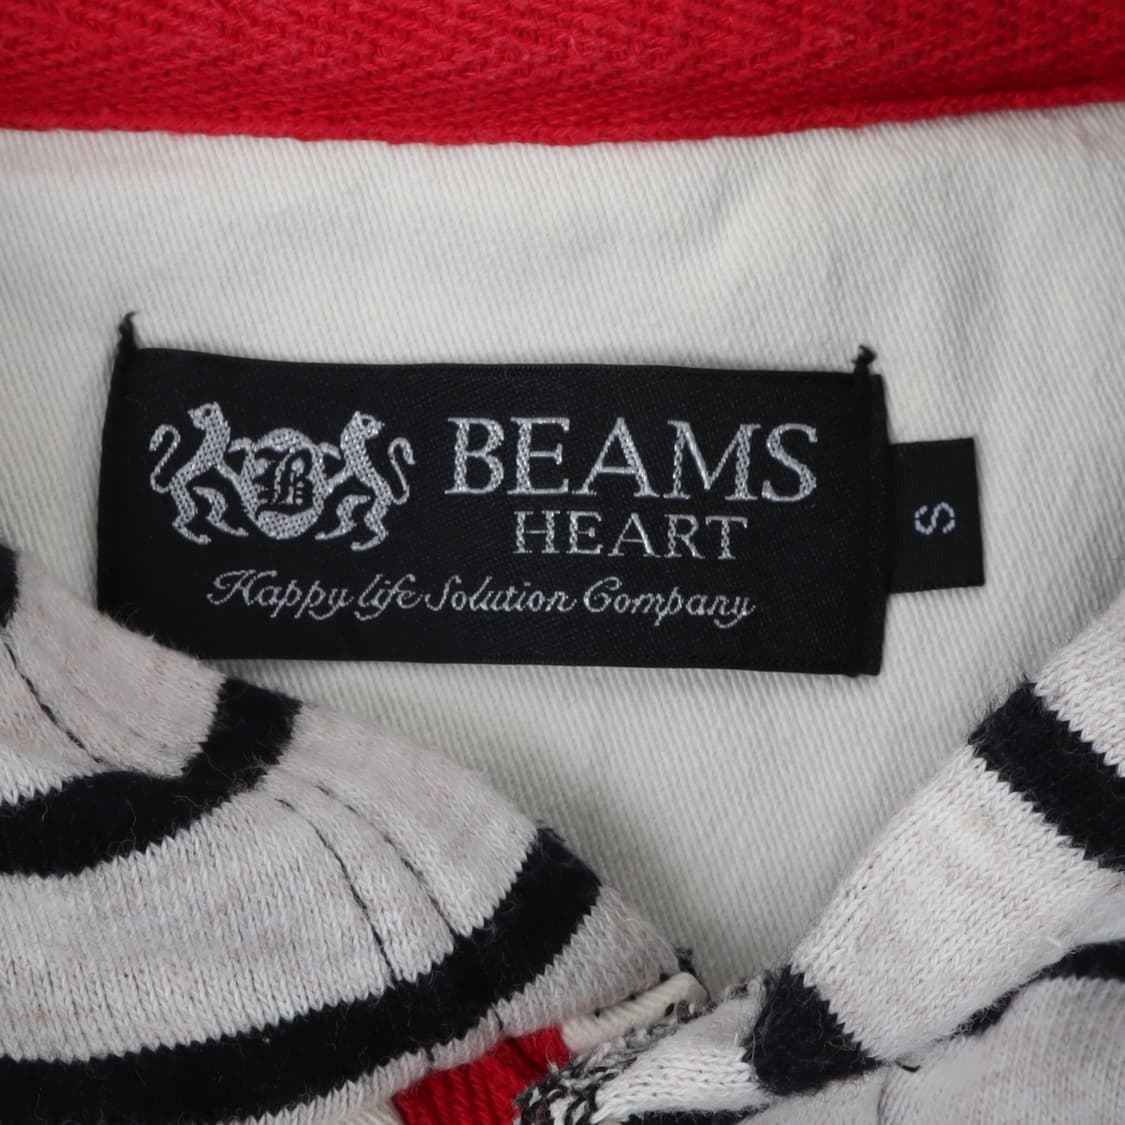 B
BEAMS
HEART
Happy life Solution Company
S